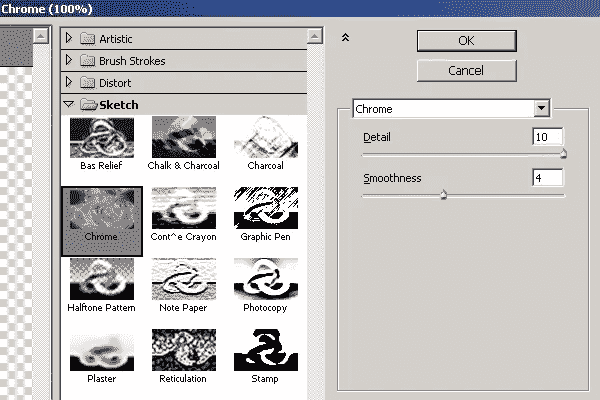 Chrome (100%)
Artistic
Brush Strokes
Distort
Sketch
Bas Relief
Chalk & Charcoal
Charcoal
Chrome
Cont^e Crayon
Graphic Pen
Halftone Pattern
Note Paper
Photocopy
Plaster
Reticulation
Stamp
OK
Cancel
Chrome
Detail 10
Smoothness 4